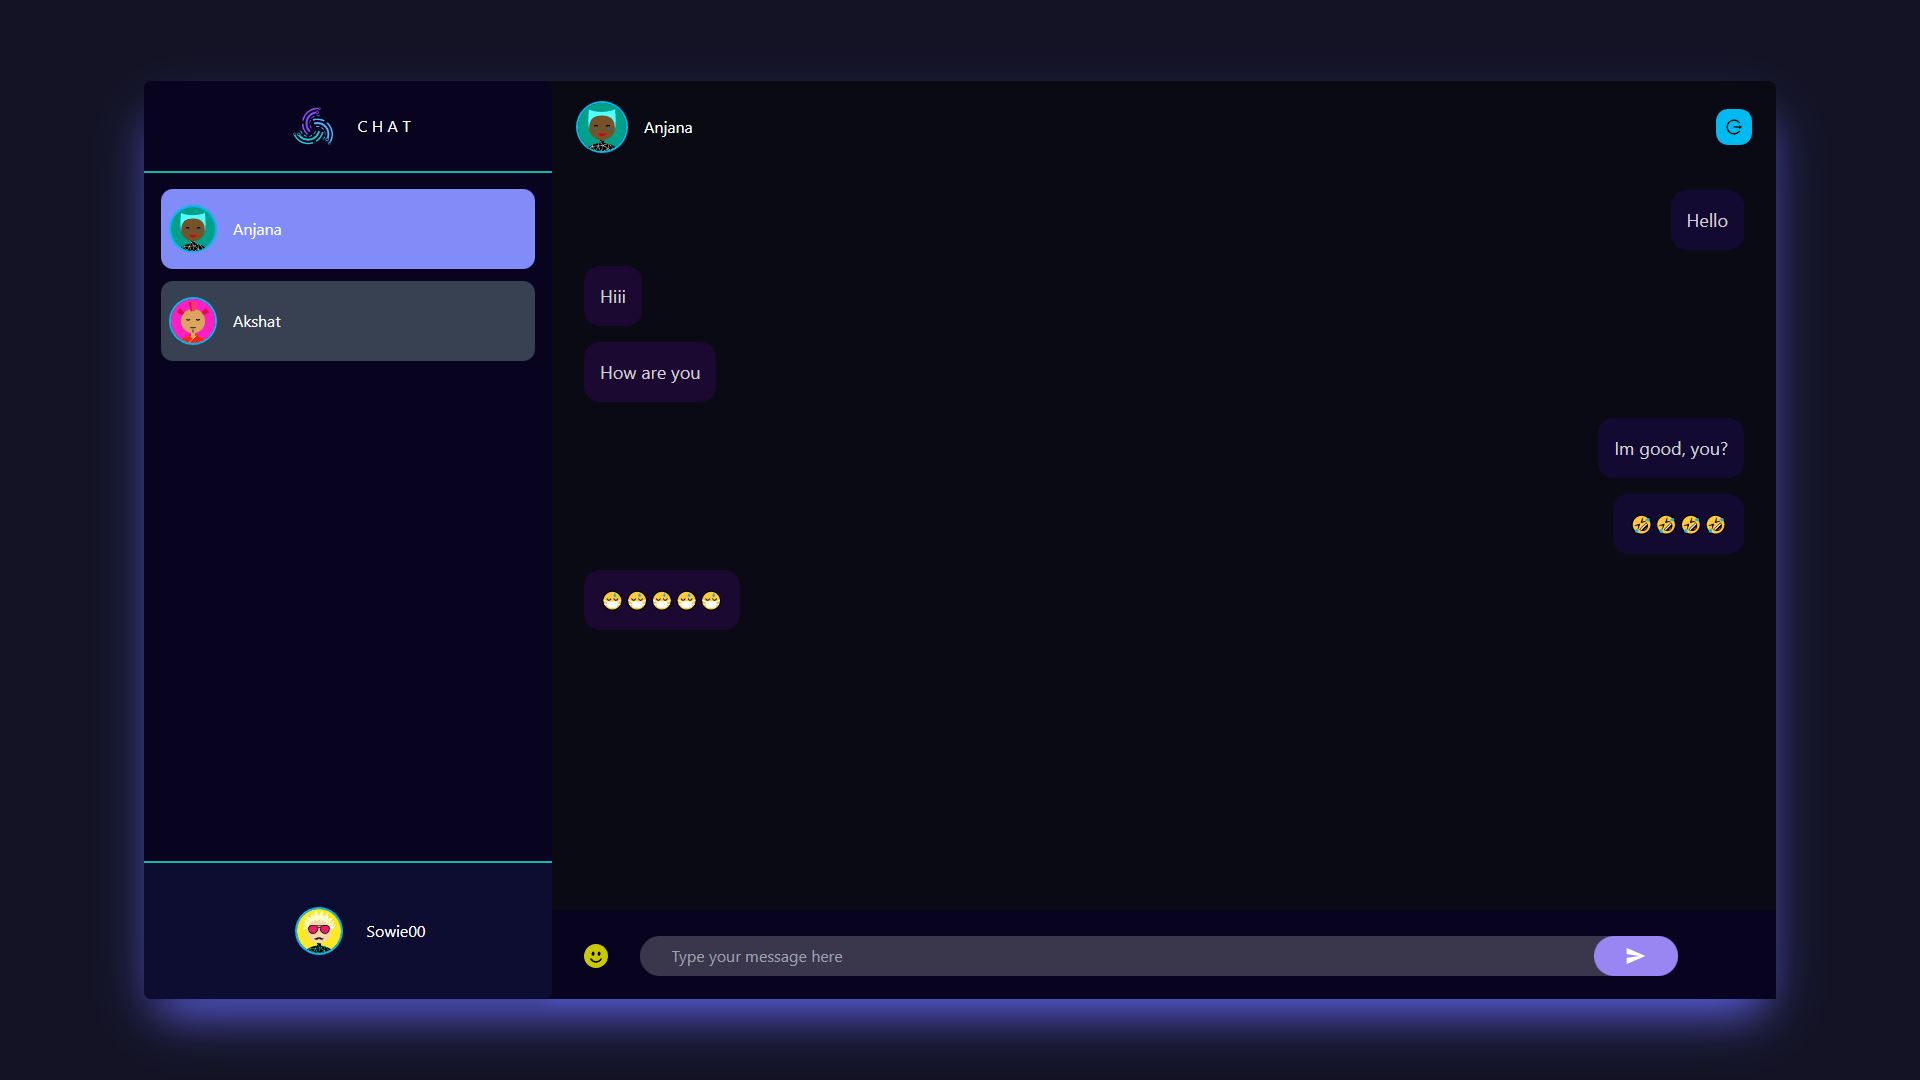 CHAT
Anjana
Akshat
Sowie00
Anjana
Hello
Hiii
How are you
Im good, you?
🤣🤣🤣🤣
😷😷😷😷😷
Type your message here